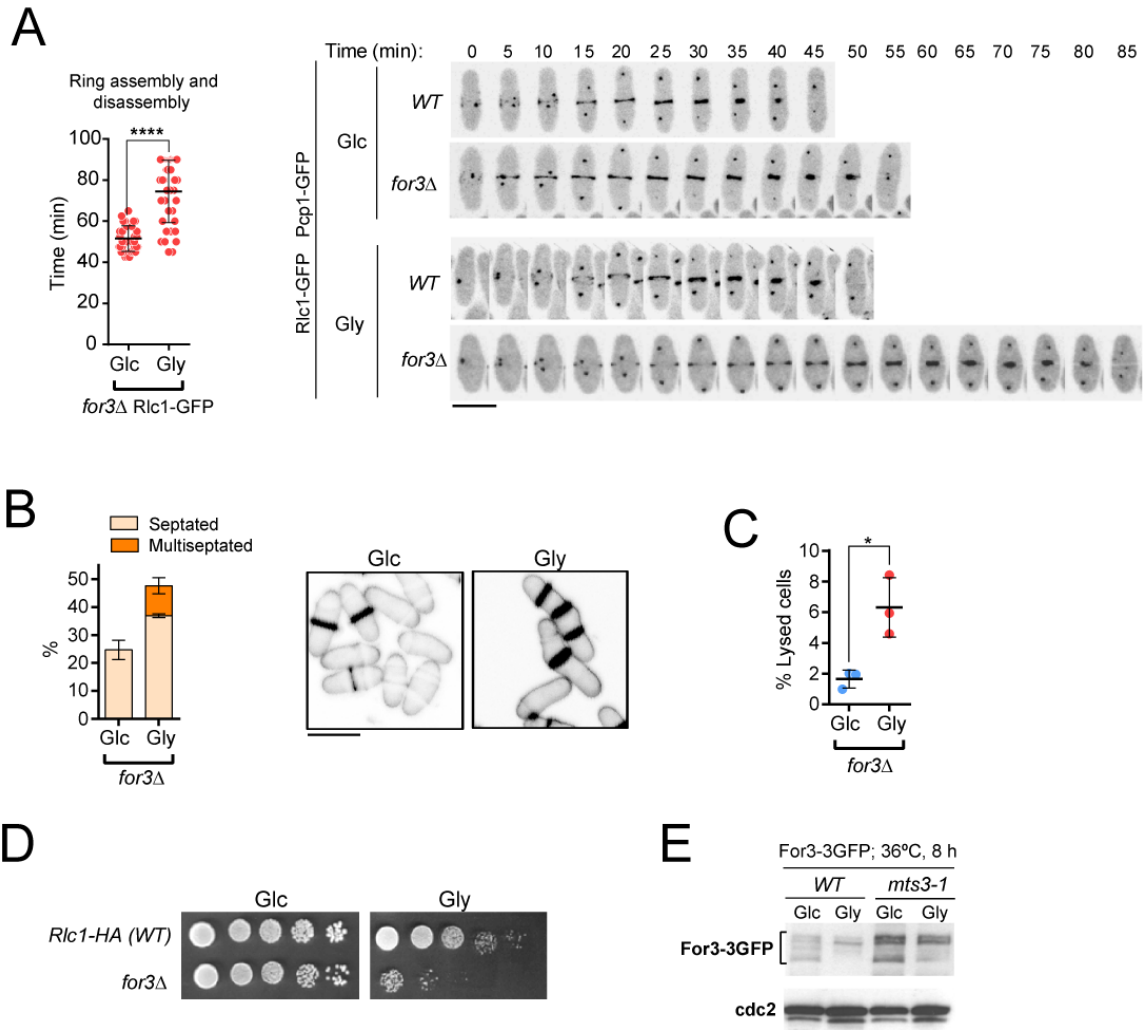 A
Ring assembly and
disassembly
****
100
80
60
40
20
0
Time (min)
Glc Gly
for3Δ Rlc1-GFP
Time (min): 0 5 10 15 20 25 30 35 40 45 50 55 60 65 70 75 80 85
Rlc1-GFP Pcp1-GFP
Glc
WT
for3Δ
Gly
WT
for3Δ
B
Septated
Multiseptated
50
40
30
20
10
0
%
Glc Gly
for3Δ
Glc Gly
C
*
10
8
6
4
2
0
% Lysed cells
Glc Gly
for3Δ
D
Glc Gly
Rlc1-HA (WT)
for3Δ
E
For3-3GFP; 36ºC, 8 h
WT mts3-1
Glc Gly Glc Gly
For3-3GFP
cdc2